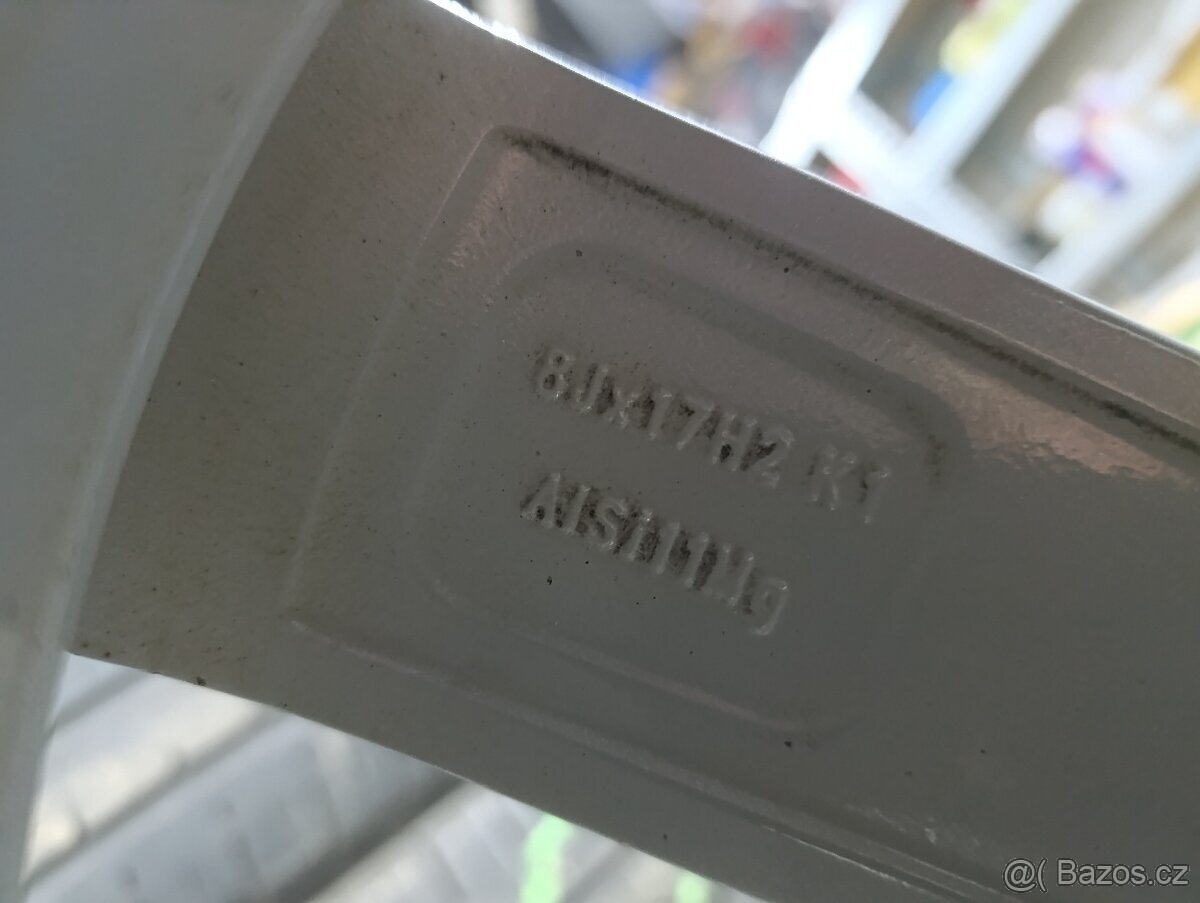 8Jx17H2 K1
AlSi11Mg
@( Bazos.cz